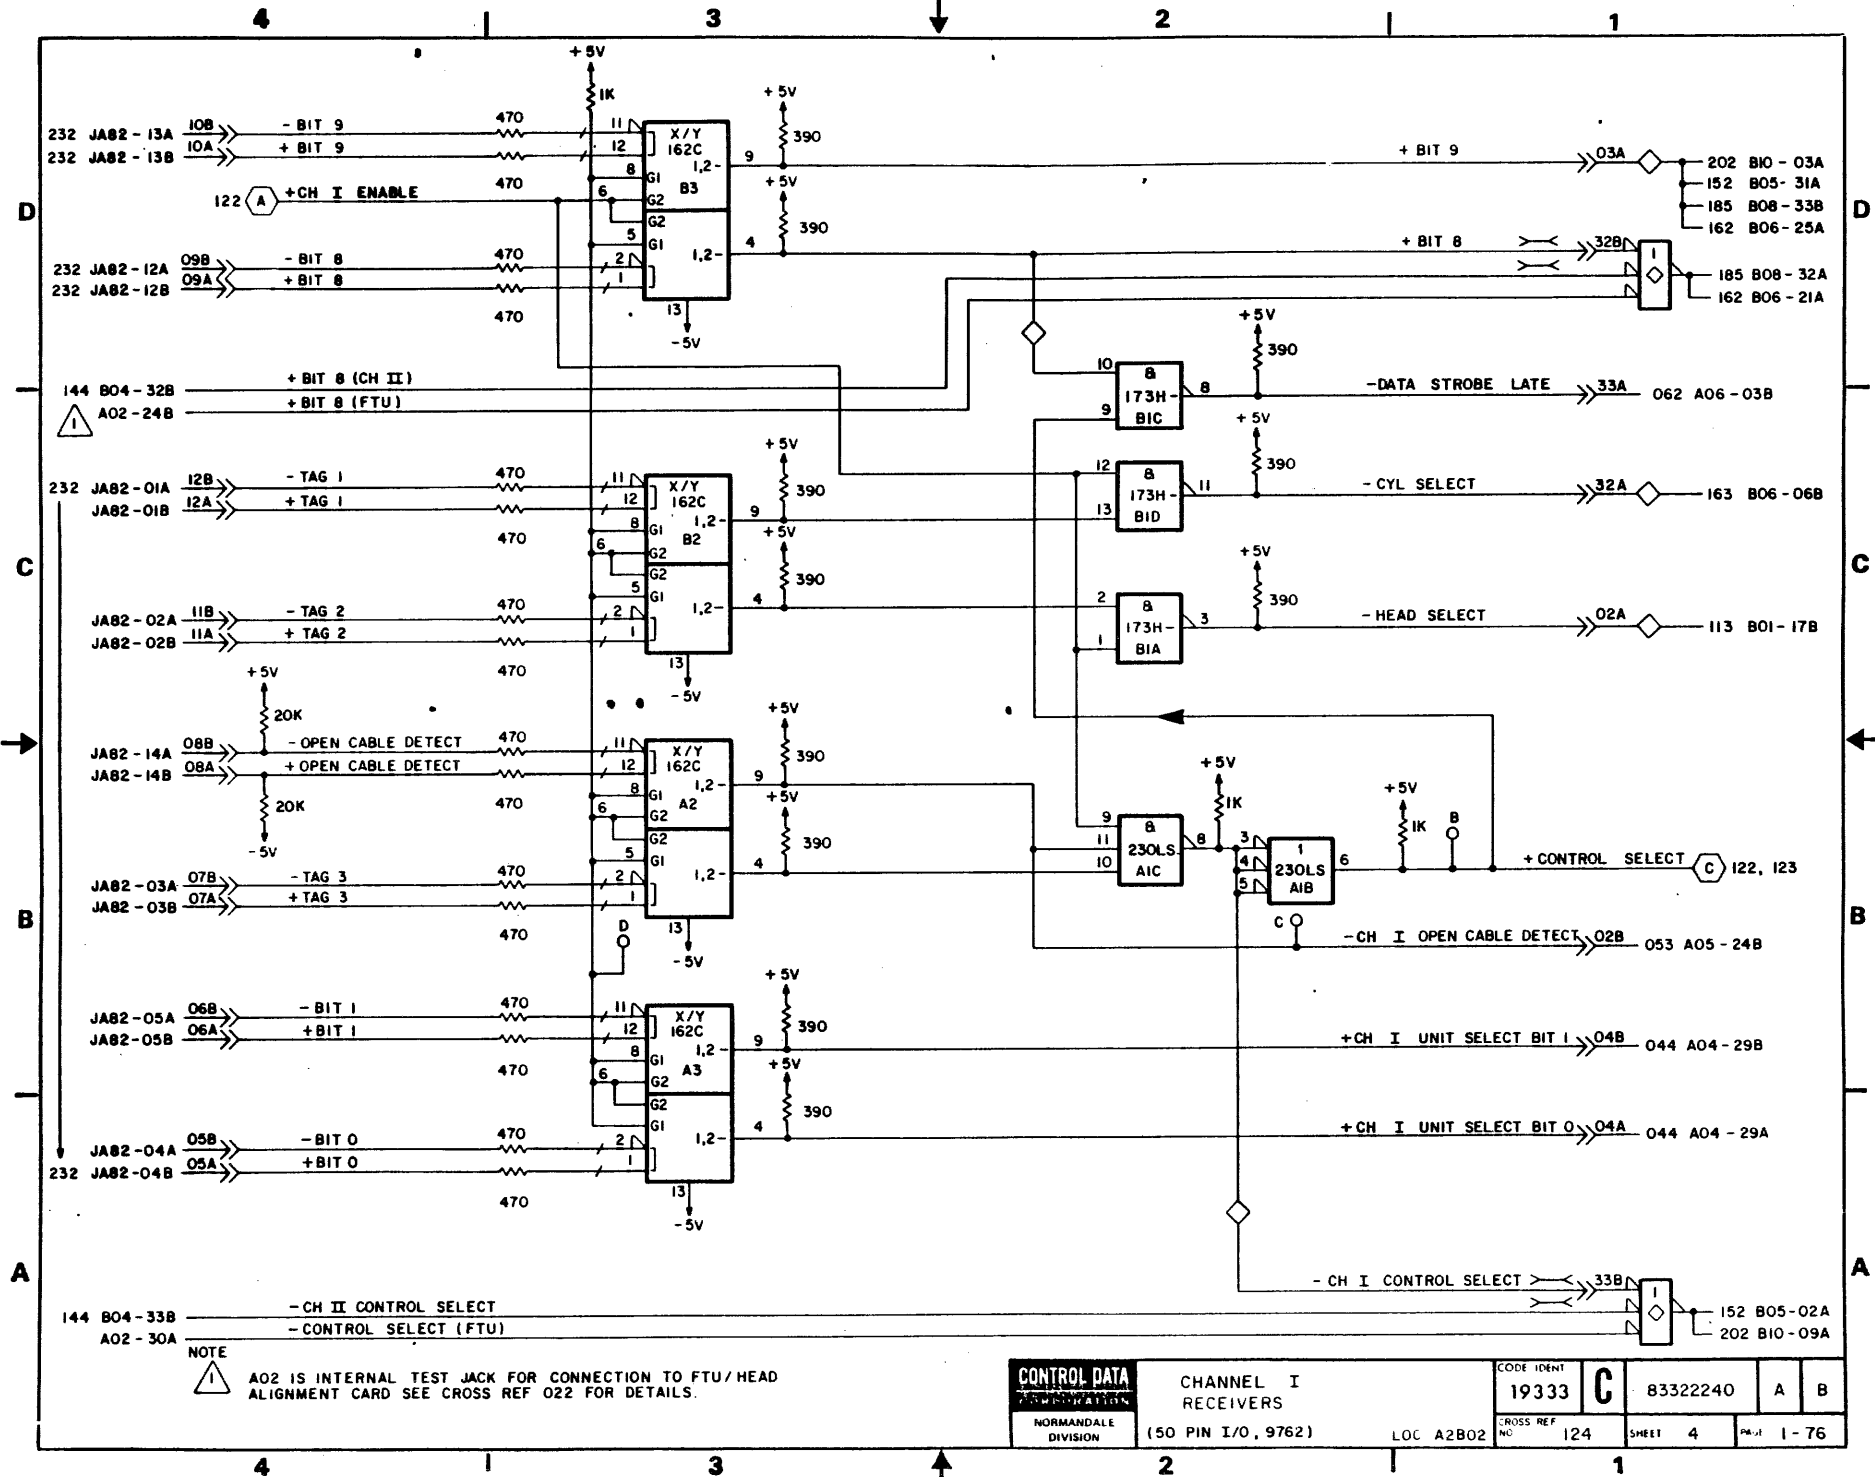 4 3 2 1
+5V
1K
232 JA82-13A 10B - BIT 9 470 11
232 JA82-13B 10A + BIT 9 470 12
X/Y
162C
1,2
B3
8 G1
6 G2
9
+5V
390
+ BIT 9 03A 202 B10-03A
152 B05-31A
185 B08-33B
162 B06-25A
122 A +CH I ENABLE
D D
G2
5 G1
1,2
4
+5V
390
+ BIT 8 32B 1
185 B08-32A
162 B06-21A
232 JA82-12A 09B - BIT 8 470 2
232 JA82-12B 09A + BIT 8 470 1
13
-5V
144 B04-32B + BIT 8 (CH II)
1 A02-24B + BIT 8 (FTU)
10 & 8
173H
9 B1C
+5V
390
-DATA STROBE LATE 33A 062 A06-03B
232 JA82-01A 12B - TAG 1 470 11
JA82-01B 12A + TAG 1 470 12
X/Y
162C
1,2
B2
8 G1
6 G2
9
+5V
390
12 & 11
173H
13 B1D
+5V
390
- CYL SELECT 32A 163 B06-06B
C C
G2
5 G1
1,2
4
+5V
390
JA82-02A 11B - TAG 2 470 2
JA82-02B 11A + TAG 2 470 1
13
-5V
2 & 3
173H
1 B1A
+5V
390
-HEAD SELECT 02A 113 B01-17B
+5V
20K
JA82-14A 08B - OPEN CABLE DETECT 470 11
JA82-14B 08A + OPEN CABLE DETECT 470 12
20K
-5V
X/Y
162C
1,2
A2
8 G1
6 G2
9
+5V
390
G2
5 G1
1,2
4
+5V
390
JA82-03A 07B - TAG 3 470 2
JA82-03B 07A + TAG 3 470 1
13
-5V
D
9 & 8
11 230LS
10 A1C
+5V
1K
3 1 6
4 230LS
5 A1B
+5V
1K
B
+CONTROL SELECT C 122, 123
B B
C
-CH I OPEN CABLE DETECT 02B 053 A05-24B
JA82-05A 06B - BIT 1 470 11
JA82-05B 06A +BIT 1 470 12
X/Y
162C
1,2
A3
8 G1
6 G2
9
+5V
390
+CH I UNIT SELECT BIT 1 04B 044 A04-29B
G2
G1
1,2
4
+5V
390
+CH I UNIT SELECT BIT 0 04A 044 A04-29A
JA82-04A 05B -BIT 0 470 2
232 JA82-04B 05A +BIT 0 470 1
13
-5V
A A
- CH I CONTROL SELECT 33B 1
152 B05-02A
202 B10-09A
144 B04-33B -CH II CONTROL SELECT
A02-30A -CONTROL SELECT (FTU)
NOTE
1 A02 IS INTERNAL TEST JACK FOR CONNECTION TO FTU/HEAD
ALIGNMENT CARD SEE CROSS REF 022 FOR DETAILS.
CONTROL DATA
CORPORATION
NORMANDALE
DIVISION
CHANNEL I
RECEIVERS
(50 PIN I/O, 9762) LOC A2B02
CODE IDENT
19333 C 83322240 A B
CROSS REF
NO 124 SHEET 4 PAGE 1-76
4 3 2 1